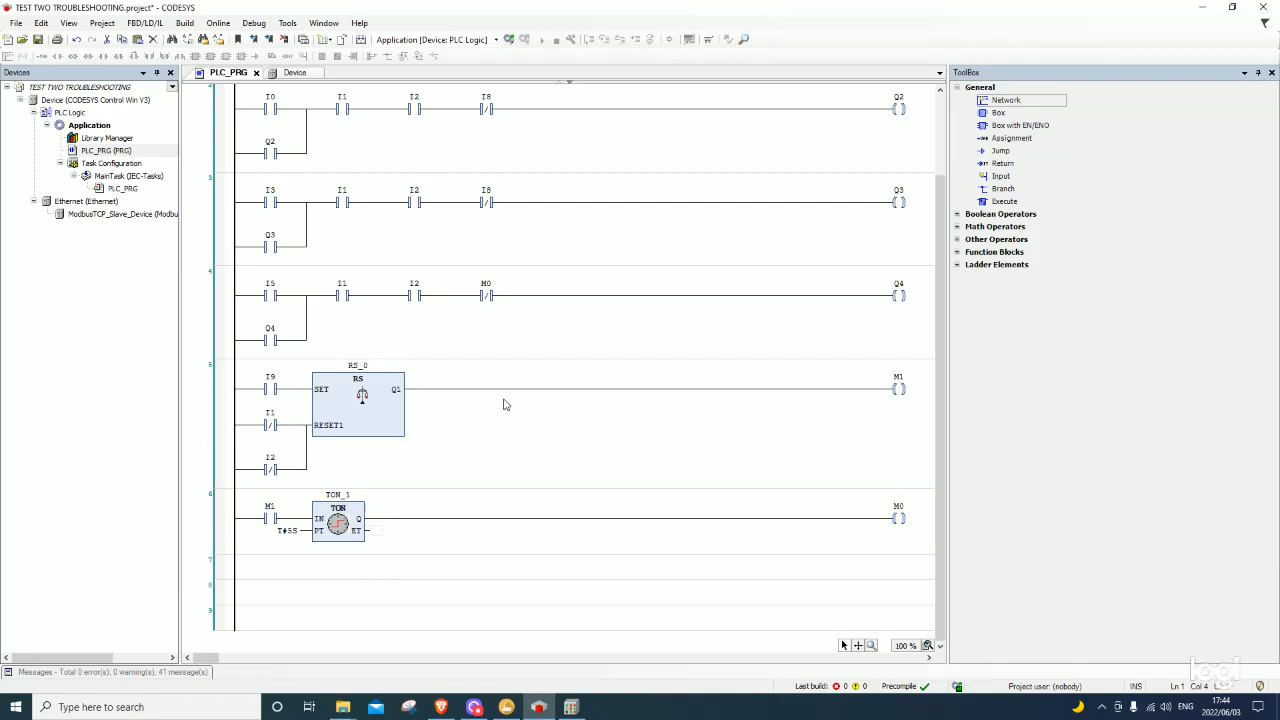 TEST TWO TROUBLESHOOTING.project* - CODESYS
File Edit View Project FBD/LD/IL Build Online Debug Tools Window Help
Application [Device: PLC Logic]
Devices
PLC_PRG
Device
ToolBox
TEST TWO TROUBLESHOOTING
Device (CODESYS Control Win V3)
PLC Logic
Application
Library Manager
PLC_PRG (PRG)
Task Configuration
MainTask (IEC-Tasks)
PLC_PRG
Ethernet (Ethernet)
ModbusTCP_Slave_Device (Modbu
I0 I1 I2 I8 Q2
Q2
3
I3 I1 I2 I8 Q3
Q3
4
I5 I1 I2 M0 Q4
Q4
5
RS_0
I9 RS M1
SET Q1
I1
RESET1
I2
6
TON_1
M1 TON M0
IN Q
T#5S PT ET
7
8
9
General
Network
Box
Box with EN/ENO
Assignment
Jump
Return
Input
Branch
Execute
Boolean Operators
Math Operators
Other Operators
Function Blocks
Ladder Elements
100 %
Messages - Total 0 error(s), 0 warning(s), 41 message(s)
logi
Last build: 0 0 Precompile
Project user: (nobody)
INS
Ln 1 Col 4
Type here to search
17:44
2022/06/03